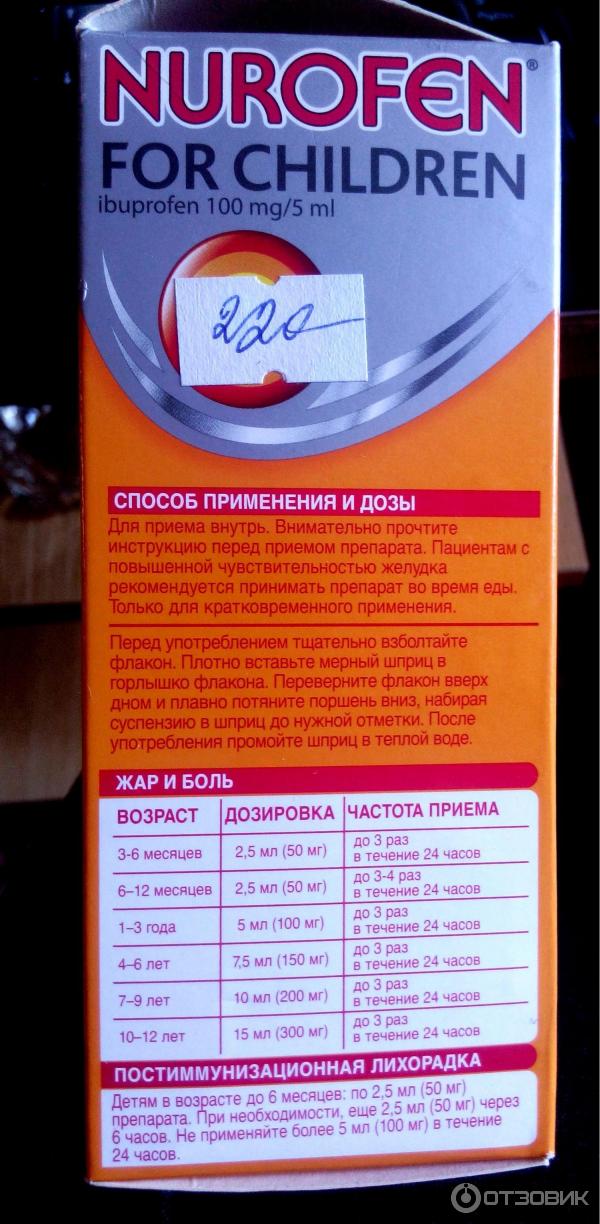 NUROFEN®
FOR CHILDREN
ibuprofen 100 mg/5 ml
220
СПОСОБ ПРИМЕНЕНИЯ И ДОЗЫ
Для приема внутрь. Внимательно прочтите
инструкцию перед приемом препарата. Пациентам с
повышенной чувствительностью желудка
рекомендуется принимать препарат во время еды.
Только для кратковременного применения.
Перед употреблением тщательно взболтайте
флакон. Плотно вставьте мерный шприц в
горлышко флакона. Переверните флакон вверх
дном и плавно потяните поршень вниз, набирая
суспензию в шприц до нужной отметки. После
употребления промойте шприц в теплой воде.
ЖАР И БОЛЬ
ВОЗРАСТ ДОЗИРОВКА ЧАСТОТА ПРИЕМА
3-6 месяцев 2,5 мл (50 мг) до 3 раз
в течение 24 часов
6–12 месяцев 2,5 мл (50 мг) до 3-4 раз
в течение 24 часов
1–3 года 5 мл (100 мг) до 3 раз
в течение 24 часов
4–6 лет 7,5 мл (150 мг) до 3 раз
в течение 24 часов
7–9 лет 10 мл (200 мг) до 3 раз
в течение 24 часов
10–12 лет 15 мл (300 мг) до 3 раз
в течение 24 часов
ПОСТИММУНИЗАЦИОННАЯ ЛИХОРАДКА
Детям в возрасте до 6 месяцев: по 2,5 мл (50 мг)
препарата. При необходимости, еще 2,5 мл (50 мг) через
6 часов. Не применяйте более 5 мл (100 мг) в течение
24 часов.
ОТЗОВИК